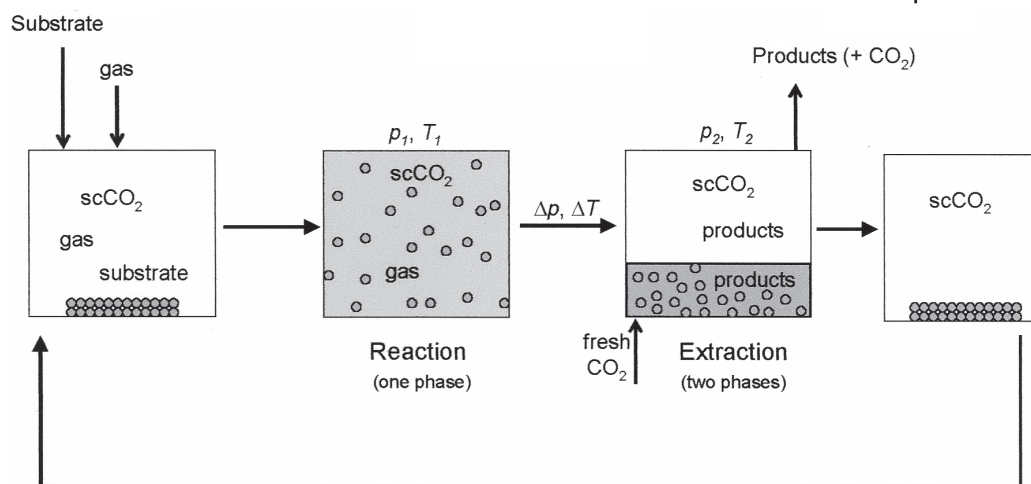 Substrate
gas
scCO₂
gas
substrate
p₁, T₁
scCO₂
gas
Reaction
(one phase)
Δp, ΔT
Products (+ CO₂)
p₂, T₂
scCO₂
products
products
fresh
CO₂
Extraction
(two phases)
scCO₂